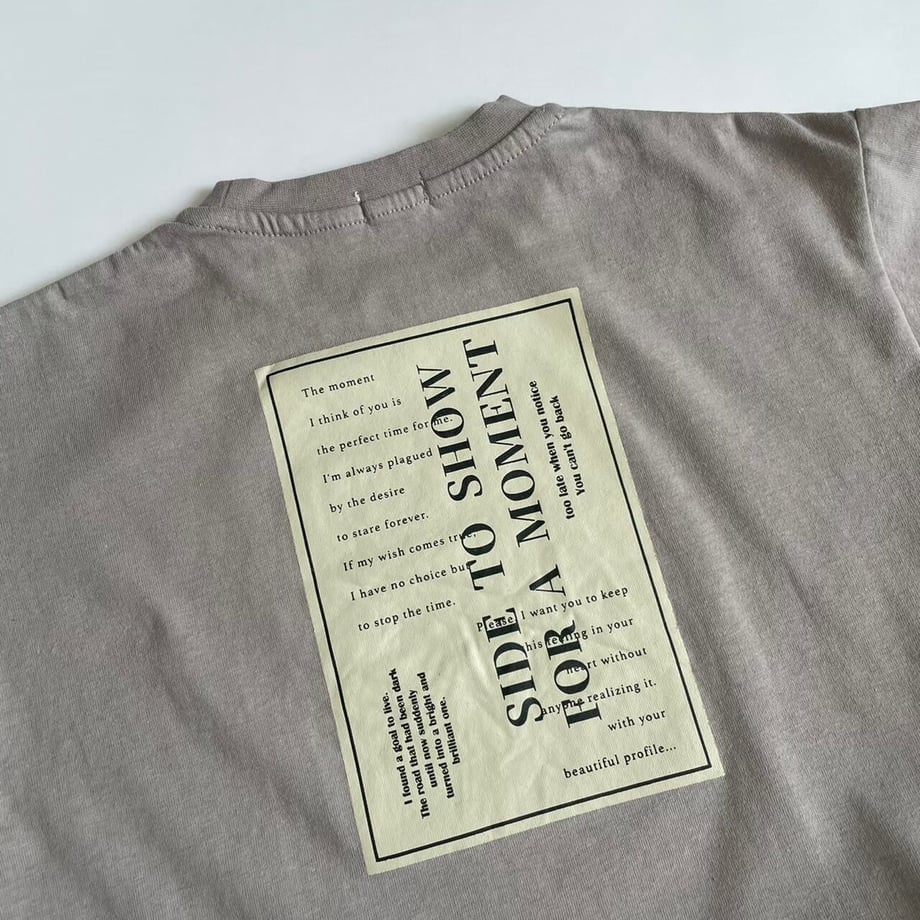 The moment
I think of you is
the perfect time for me.
I'm always plagued
by the desire
to stare forever.
If my wish comes true.
I have no choice but
to stop the time.
SIDE TO SHOW
FOR A MOMENT
too late when you notice
You can't go back
Please, I want you to keep
this feeling in your
heart without
anyone realizing it.
with your
beautiful profile...
I found a goal to live.
The road that had been dark
until now suddenly
turned into a bright and
brilliant one.